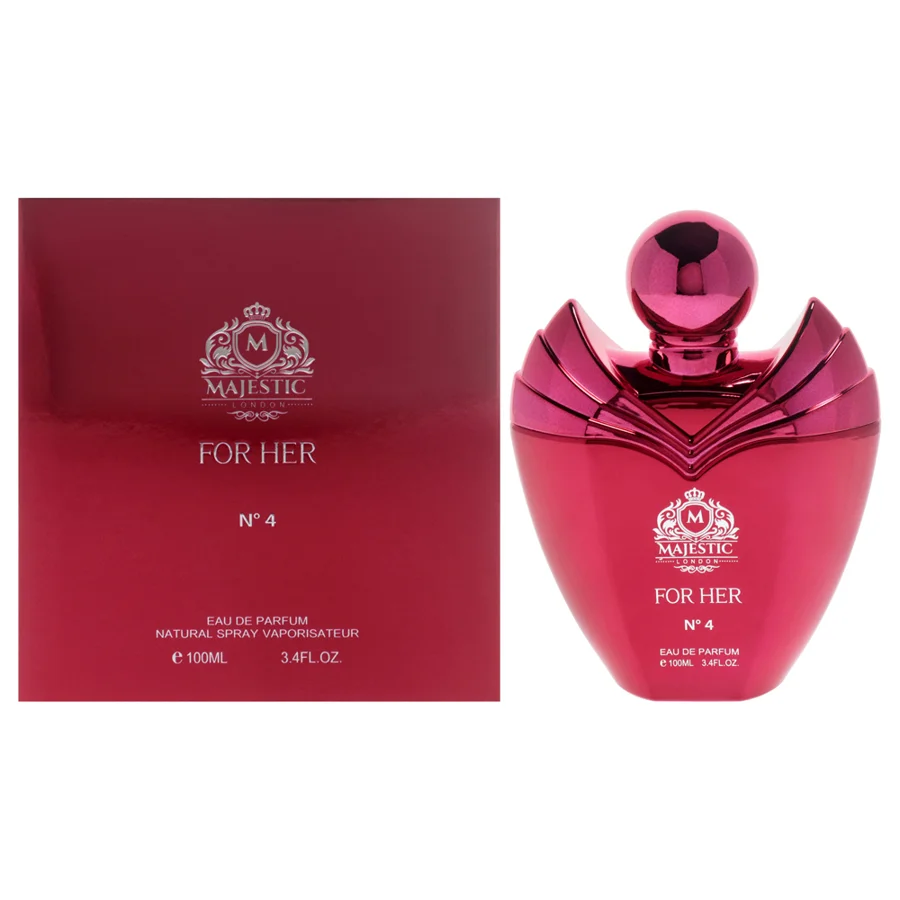 M
MAJESTIC
LONDON
FOR HER
N° 4
EAU DE PARFUM
NATURAL SPRAY VAPORISATEUR
e 100ML 3.4FL.OZ.
M
MAJESTIC
LONDON
FOR HER
N° 4
EAU DE PARFUM
e 100ML 3.4FL.OZ.